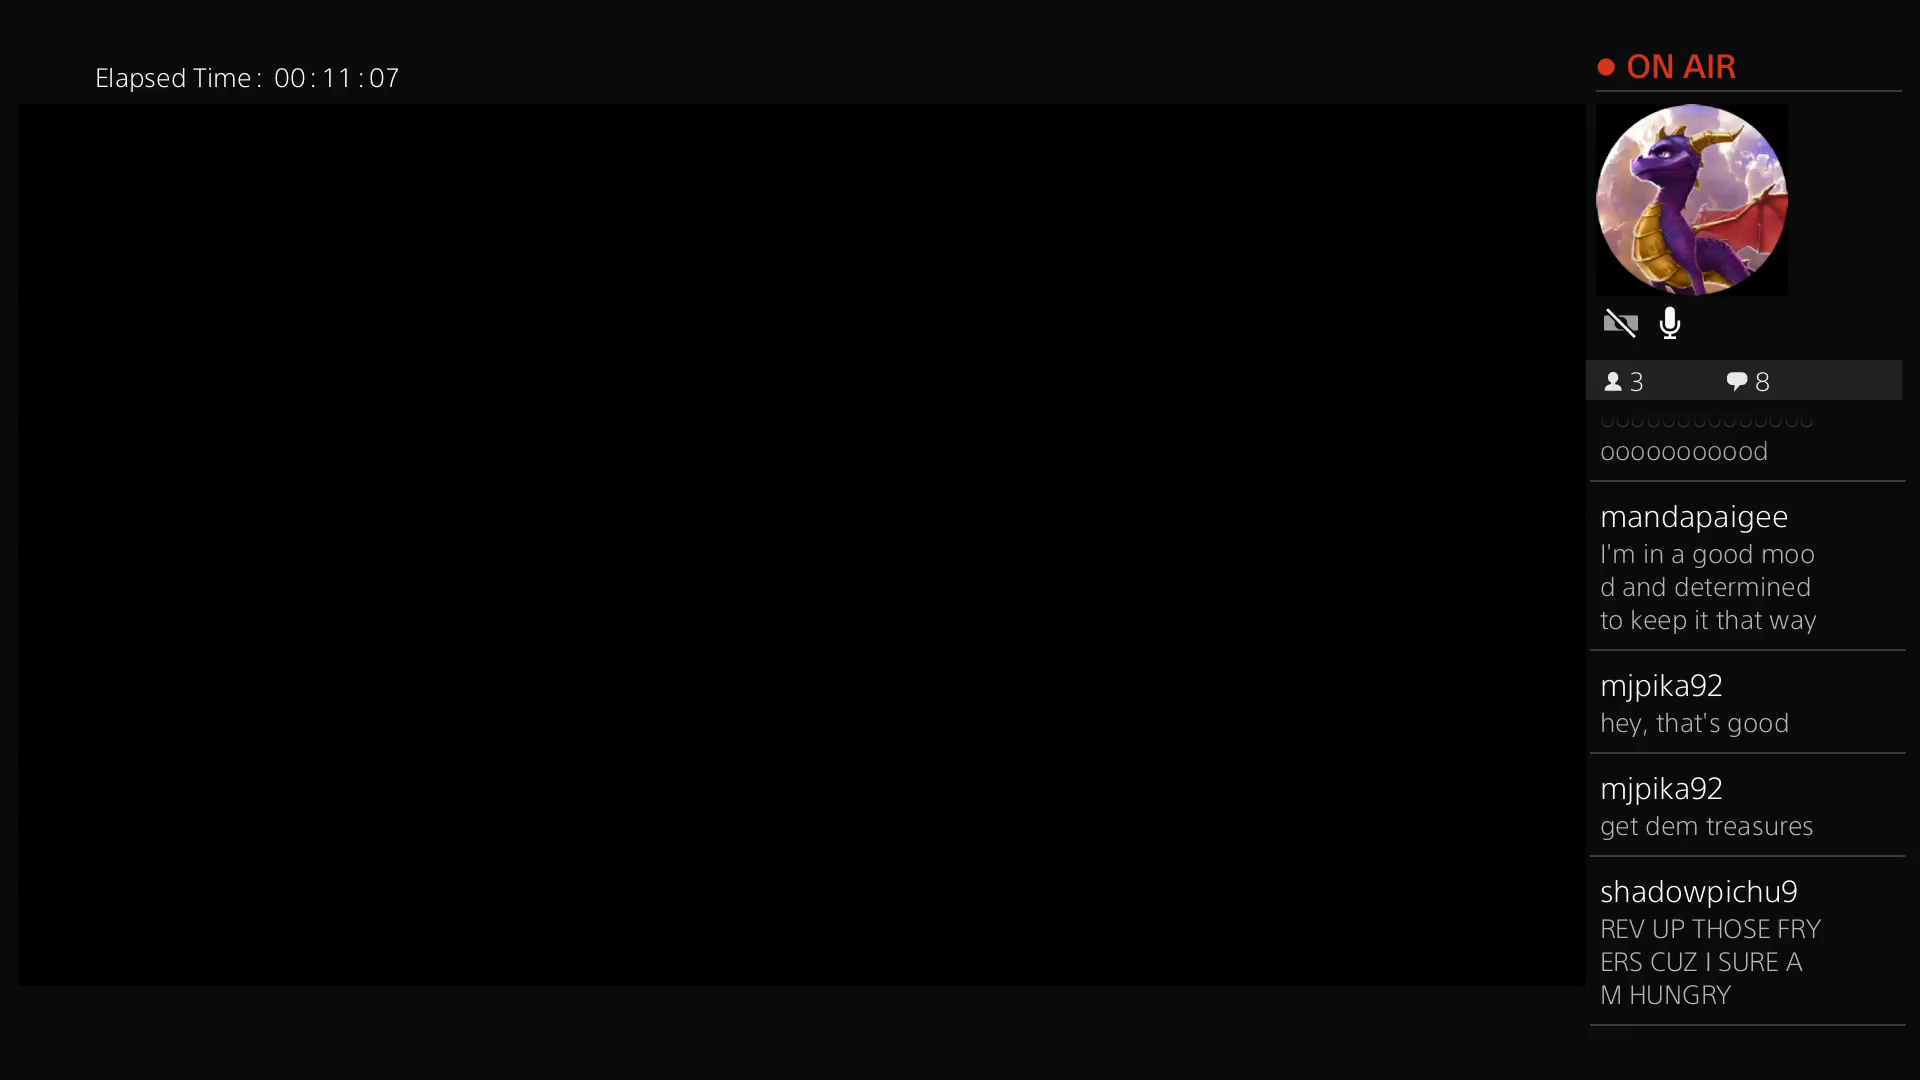 Elapsed Time: 00:11:07
ON AIR
3
8
oooooooooood
mandapaigee
I'm in a good moo
d and determined
to keep it that way
mjpika92
hey, that's good
mjpika92
get dem treasures
shadowpichu9
REV UP THOSE FRY
ERS CUZ I SURE A
M HUNGRY